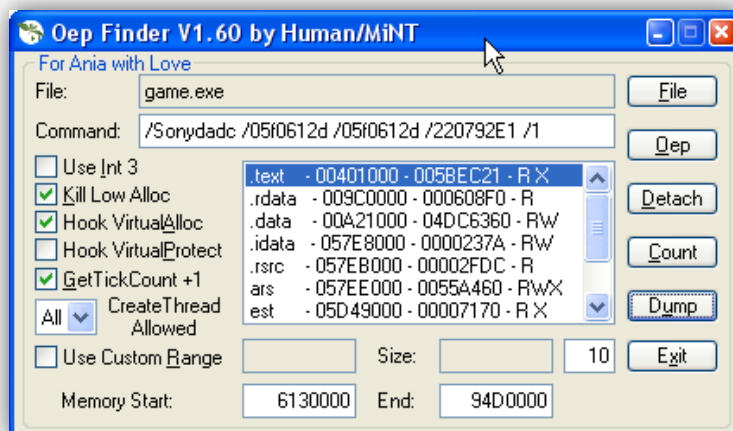 Oep Finder V1.60 by Human/MiNT
For Ania with Love
File: game.exe File
Command: /Sonydadc /05f0612d /05f0612d /220792E1 /1
Oep
Use Int 3
Kill Low Alloc
Hook VirtualAlloc
Hook VirtualProtect
GetTickCount +1
All CreateThread Allowed
.text - 00401000 - 005BEC21 - R X
.rdata - 009C0000 - 000608F0 - R
.data - 00A21000 - 04DC6360 - RW
.idata - 057E8000 - 0000237A - RW
.rsrc - 057EB000 - 00002FDC - R
ars - 057EE000 - 0055A460 - RWX
est - 05D49000 - 00007170 - R X
Detach
Count
Dump
Use Custom Range Size: 10 Exit
Memory Start: 6130000 End: 94D0000